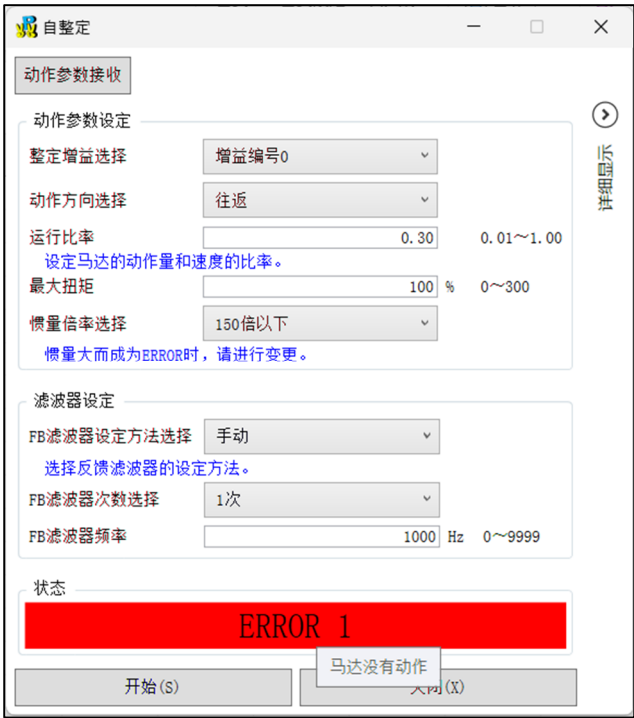 自整定
动作参数接收
动作参数设定
整定增益选择 增益编号0
动作方向选择 往返
运行比率 0.30 0.01～1.00
设定马达的动作量和速度的比率。
最大扭矩 100 % 0～300
惯量倍率选择 150倍以下
惯量大而成为ERROR时，请进行变更。
详细显示
滤波器设定
FB滤波器设定方法选择 手动
选择反馈滤波器的设定方法。
FB滤波器次数选择 1次
FB滤波器频率 1000 Hz 0～9999
状态
ERROR 1
马达没有动作
开始(S) 关闭(X)